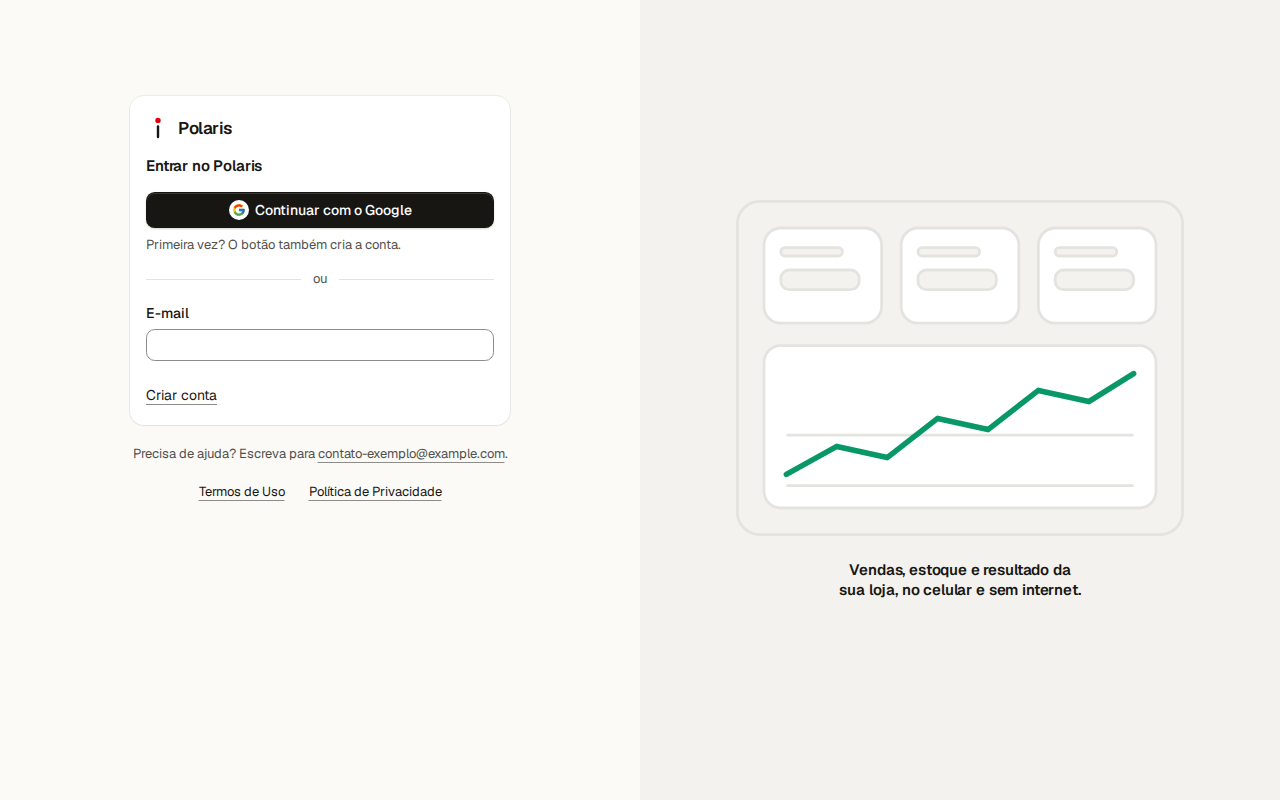 Polaris
Entrar no Polaris
Continuar com o Google
Primeira vez? O botão também cria a conta.
ou
E-mail
Criar conta
Precisa de ajuda? Escreva para contato-exemplo@example.com.
Termos de Uso Política de Privacidade
Vendas, estoque e resultado da
sua loja, no celular e sem internet.